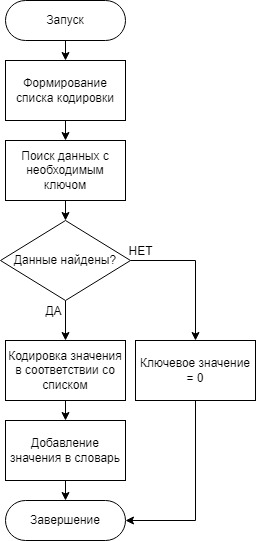 Запуск
Формирование
списка кодировки
Поиск данных с
необходимым
ключом
Данные найдены?
НЕТ
ДА
Кодировка значения
в соответствии со
списком
Ключевое значение
= 0
Добавление
значения в словарь
Завершение